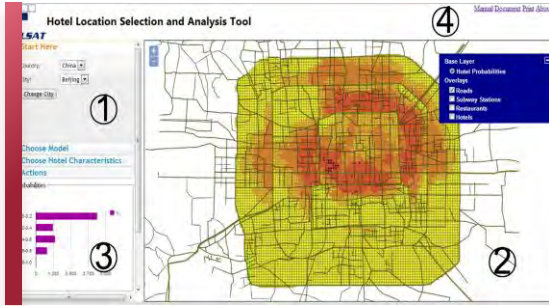 Manual Document Print About
④
Hotel Location Selection and Analysis Tool
LSAT
Start Here
Country: China
City: Beijing
Change City
①
Choose Model
Choose Hotel Characteristics
Actions
③
Base Layer
Hotel Probabilities
Overlays
Roads
Subway Stations
Restaurants
Hotels
②